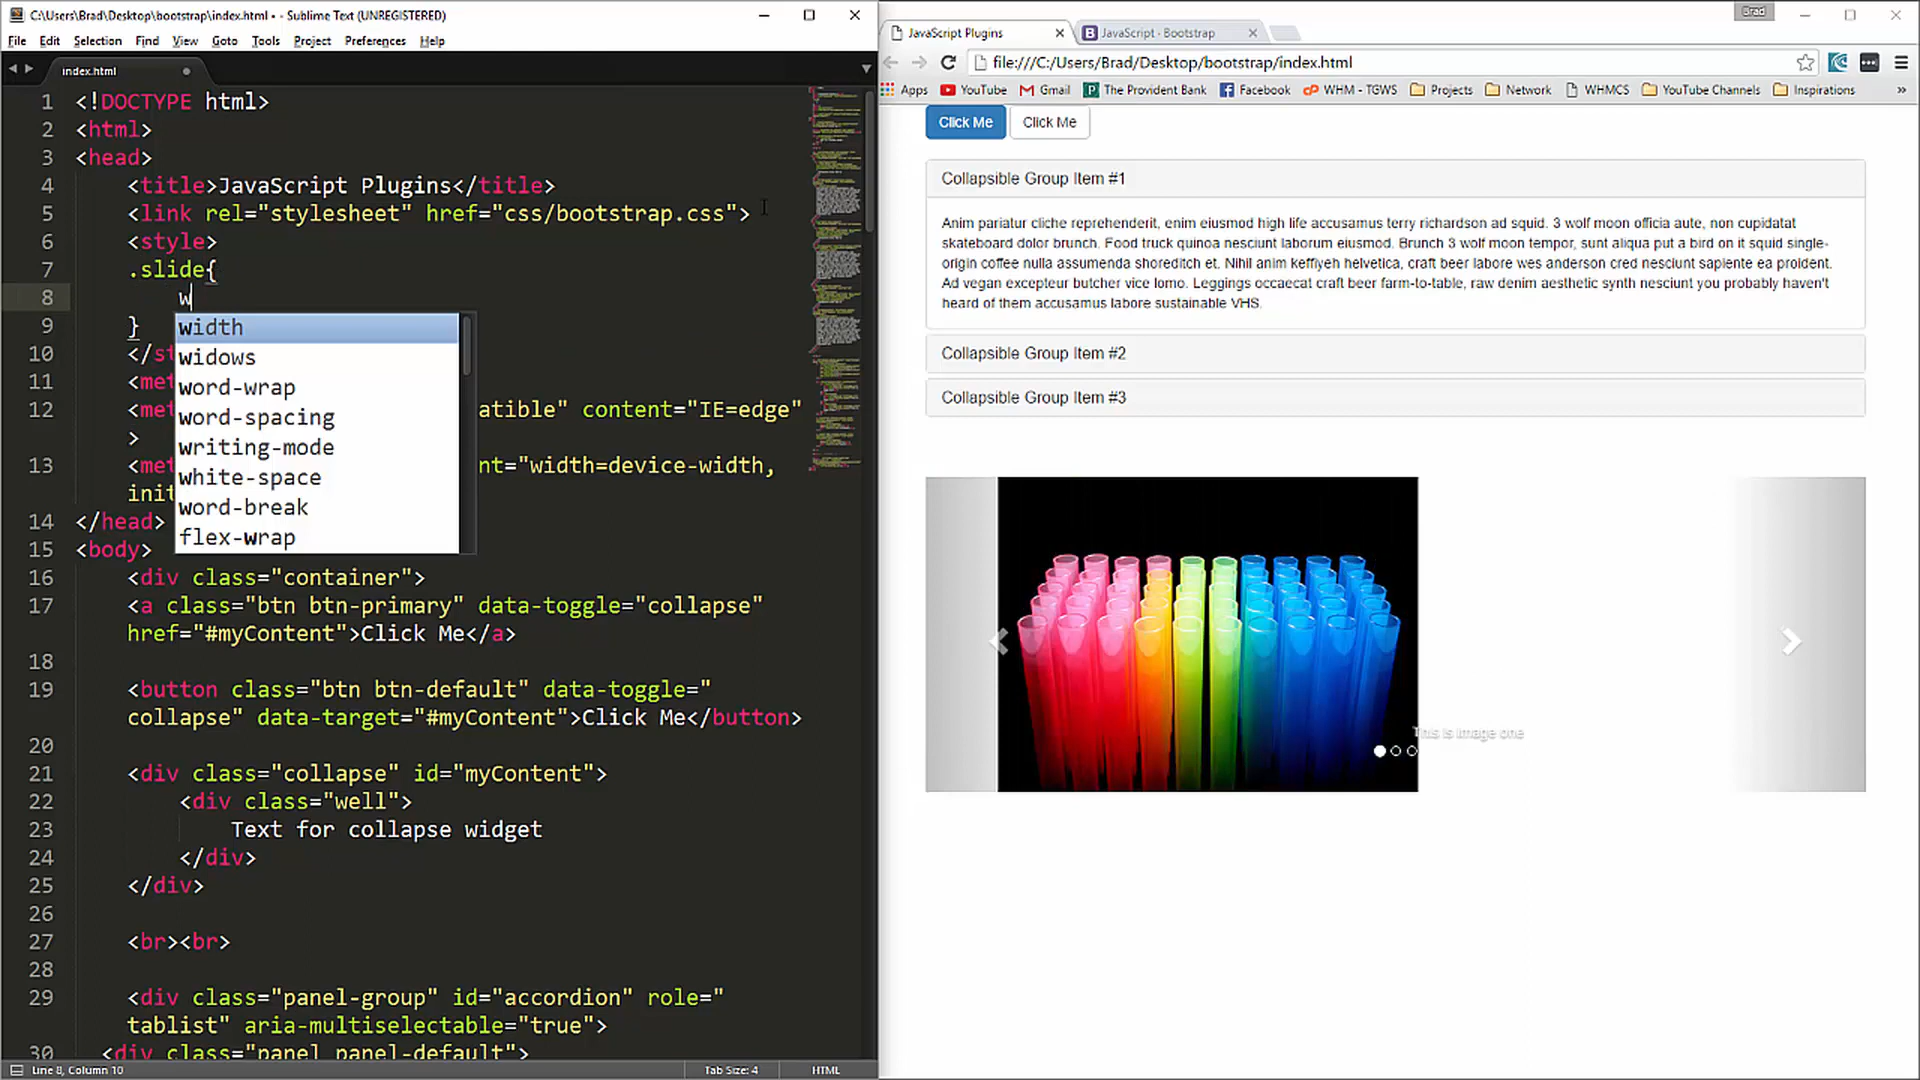 C:\Users\Brad\Desktop\bootstrap\index.html • - Sublime Text (UNREGISTERED)
File Edit Selection Find View Goto Tools Project Preferences Help
index.html
1 <!DOCTYPE html>
2 <html>
3 <head>
4 <title>JavaScript Plugins</title>
5 <link rel="stylesheet" href="css/bootstrap.css">
6 <style>
7 .slide{
8 w
9 }
10 </st
11 <met
12 <met atible" content="IE=edge"
>
13 <met nt="width=device-width,
init
14 </head>
15 <body>
width
widows
word-wrap
word-spacing
writing-mode
white-space
word-break
flex-wrap
16 <div class="container">
17 <a class="btn btn-primary" data-toggle="collapse"
href="#myContent">Click Me</a>
18
19 <button class="btn btn-default" data-toggle="
collapse" data-target="#myContent">Click Me</button>
20
21 <div class="collapse" id="myContent">
22 <div class="well">
23 Text for collapse widget
24 </div>
25 </div>
26
27 <br><br>
28
29 <div class="panel-group" id="accordion" role="
tablist" aria-multiselectable="true">
30 <div class="panel panel-default">
Line 8, Column 10 Tab Size: 4 HTML
Brad
JavaScript Plugins JavaScript · Bootstrap
file:///C:/Users/Brad/Desktop/bootstrap/index.html
Apps YouTube Gmail The Provident Bank Facebook WHM - TGWS Projects Network WHMCS YouTube Channels Inspirations »
Click Me Click Me
Collapsible Group Item #1
Anim pariatur cliche reprehenderit, enim eiusmod high life accusamus terry richardson ad squid. 3 wolf moon officia aute, non cupidatat
skateboard dolor brunch. Food truck quinoa nesciunt laborum eiusmod. Brunch 3 wolf moon tempor, sunt aliqua put a bird on it squid single-
origin coffee nulla assumenda shoreditch et. Nihil anim keffiyeh helvetica, craft beer labore wes anderson cred nesciunt sapiente ea proident.
Ad vegan excepteur butcher vice lomo. Leggings occaecat craft beer farm-to-table, raw denim aesthetic synth nesciunt you probably haven't
heard of them accusamus labore sustainable VHS.
Collapsible Group Item #2
Collapsible Group Item #3
This is image one